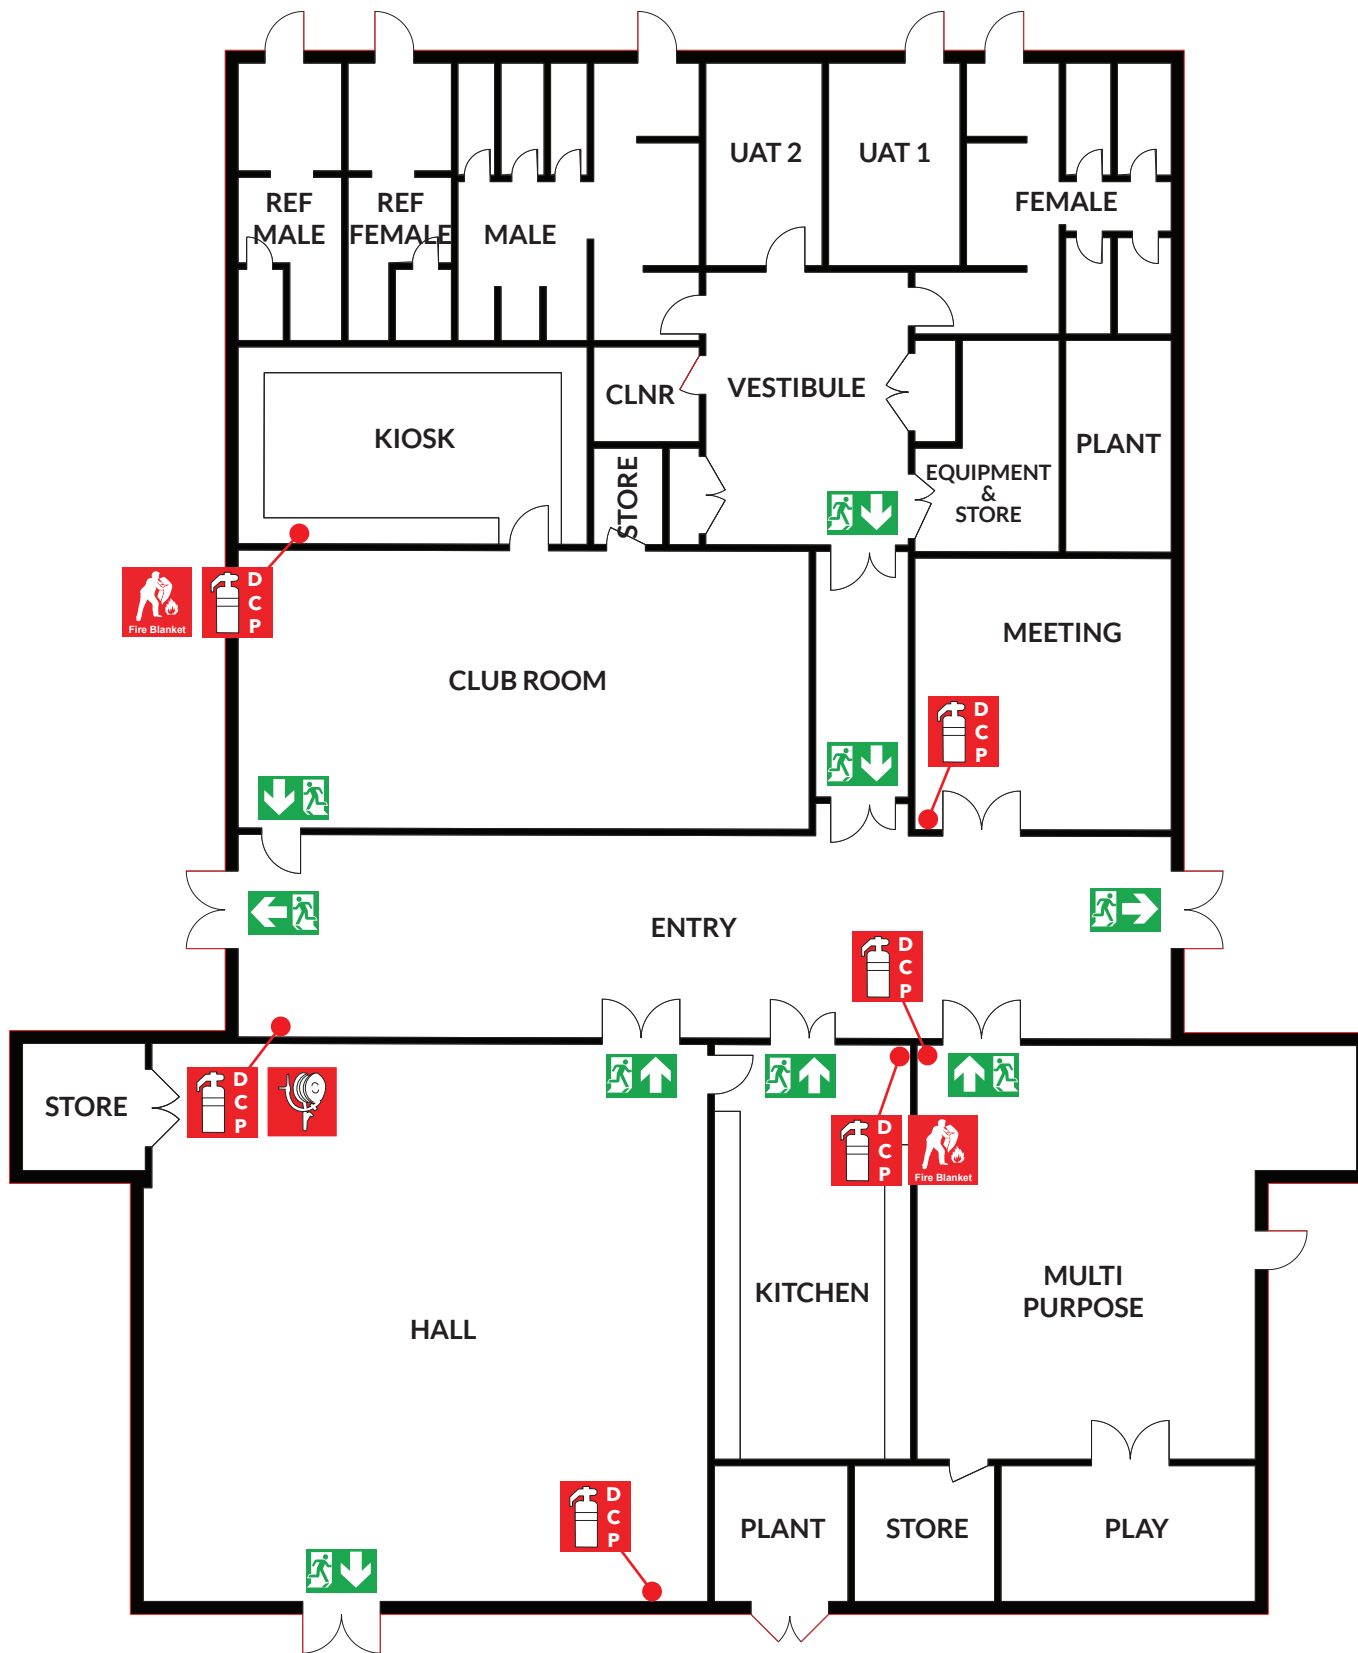 UAT 2
UAT 1
REF
MALE
REF
FEMALE
MALE
FEMALE
KIOSK
CLNR
VESTIBULE
PLANT
STORE
EQUIPMENT
&
STORE
Fire Blanket
D
C
P
CLUB ROOM
MEETING
D
C
P
ENTRY
D
C
P
STORE
D
C
P
D
C
P
Fire Blanket
KITCHEN
MULTI
PURPOSE
HALL
D
C
P
PLANT
STORE
PLAY